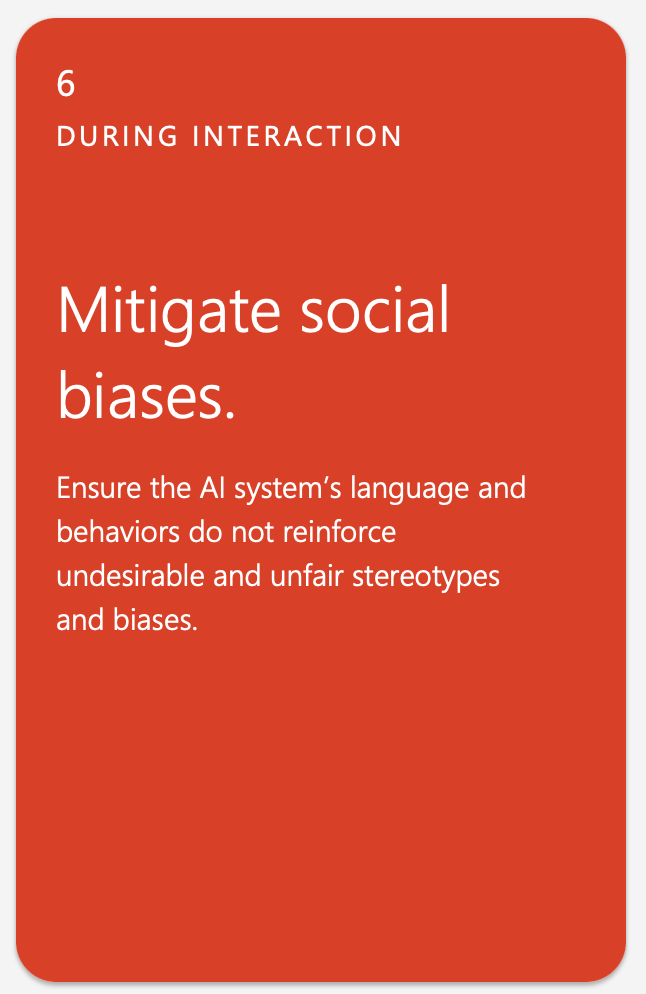 6
DURING INTERACTION
Mitigate social
biases.
Ensure the AI system’s language and
behaviors do not reinforce
undesirable and unfair stereotypes
and biases.